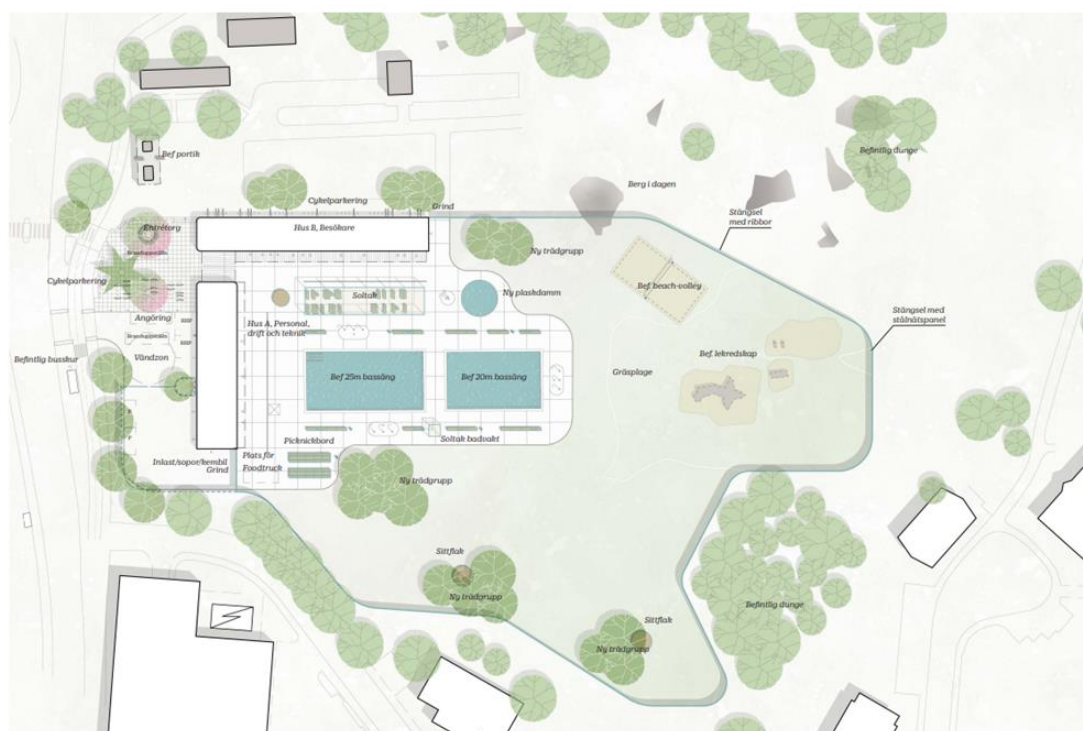 Bef portik
Befintlig dunge
Berg i dagen
Cykelparkering
Grind
Stängsel
med ribbor
Entrétorg
Hus B, Besökare
Ny trädgrupp
Cykelparkering
Soltak
Ny plaskdamm
Bef. beach-volley
Angöring
Hus A, Personal,
drift och teknik
Stängsel med
stålnätspanel
Befintlig busskur
Vändzon
Bef. lekredskap
Bef 25m bassäng
Bef 20m bassäng
Gräsplage
Picknickbord
Soltak badvakt
Inlast/sopor/kembil
Grind
Plats för
Foodtruck
Ny trädgrupp
Sittflak
Ny trädgrupp
Befintlig dunge
Sittflak
Ny trädgrupp